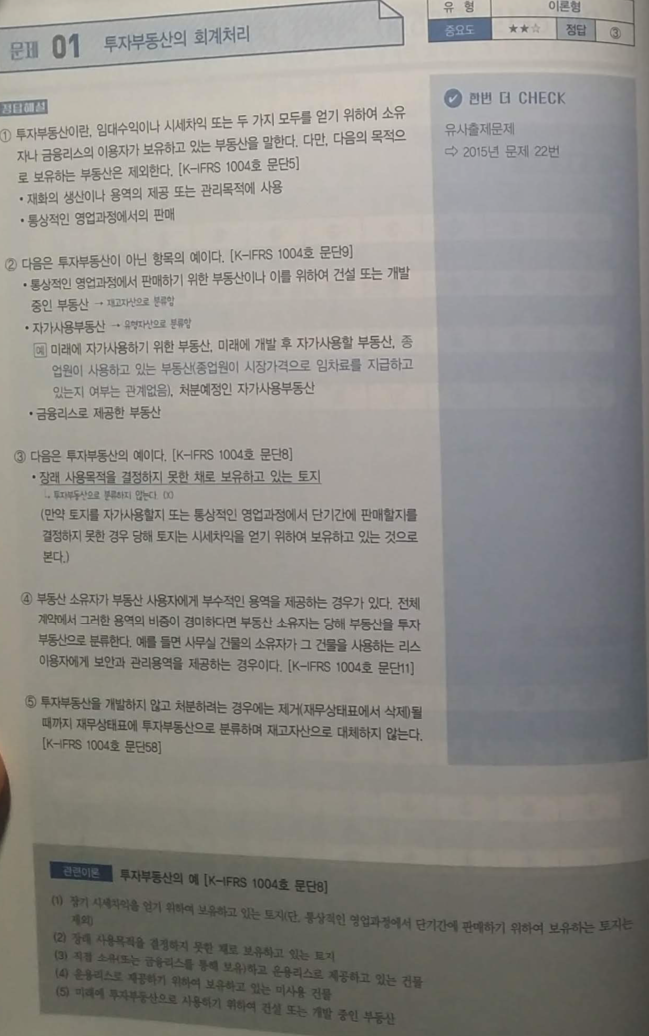 유 형 이론형
중요도 ★★☆ 정답 ③
문제 01 투자부동산의 회계처리
정답해설
① 투자부동산이란, 임대수익이나 시세차익 또는 두 가지 모두를 얻기 위하여 소유
자나 금융리스의 이용자가 보유하고 있는 부동산을 말한다. 다만, 다음의 목적으
로 보유하는 부동산은 제외한다. [K-IFRS 1004호 문단5]
• 재화의 생산이나 용역의 제공 또는 관리목적에 사용
• 통상적인 영업과정에서의 판매
② 다음은 투자부동산이 아닌 항목의 예이다. [K-IFRS 1004호 문단9]
• 통상적인 영업과정에서 판매하기 위한 부동산이나 이를 위하여 건설 또는 개발
중인 부동산 → 재고자산으로 분류함
• 자가사용부동산 → 유형자산으로 분류함
예 미래에 자가사용하기 위한 부동산, 미래에 개발 후 자가사용할 부동산, 종
업원이 사용하고 있는 부동산(종업원이 시장가격으로 임차료를 지급하고
있는지 여부는 관계없음), 처분예정인 자가사용부동산
• 금융리스로 제공한 부동산
③ 다음은 투자부동산의 예이다. [K-IFRS 1004호 문단8]
• 장래 사용목적을 결정하지 못한 채로 보유하고 있는 토지
→ 투자부동산으로 분류하지 않는다. (X)
(만약 토지를 자가사용할지 또는 통상적인 영업과정에서 단기간에 판매할지를
결정하지 못한 경우 당해 토지는 시세차익을 얻기 위하여 보유하고 있는 것으로
본다.)
④ 부동산 소유자가 부동산 사용자에게 부수적인 용역을 제공하는 경우가 있다. 전체
계약에서 그러한 용역의 비중이 경미하다면 부동산 소유자는 당해 부동산을 투자
부동산으로 분류한다. 예를 들면 사무실 건물의 소유자가 그 건물을 사용하는 리스
이용자에게 보안과 관리용역을 제공하는 경우이다. [K-IFRS 1004호 문단11]
⑤ 투자부동산을 개발하지 않고 처분하려는 경우에는 제거(재무상태표에서 삭제)될
때까지 재무상태표에 투자부동산으로 분류하며 재고자산으로 대체하지 않는다.
[K-IFRS 1004호 문단58]
한번 더 CHECK
유사출제문제
⇨ 2015년 문제 22번
관련이론 투자부동산의 예 [K-IFRS 1004호 문단8]
(1) 장기 시세차익을 얻기 위하여 보유하고 있는 토지(단, 통상적인 영업과정에서 단기간에 판매하기 위하여 보유하는 토지는
제외)
(2) 장래 사용목적을 결정하지 못한 채로 보유하고 있는 토지
(3) 직접 소유(또는 금융리스를 통해 보유)하고 운용리스로 제공하고 있는 건물
(4) 운용리스로 제공하기 위하여 보유하고 있는 미사용 건물
(5) 미래에 투자부동산으로 사용하기 위하여 건설 또는 개발 중인 부동산